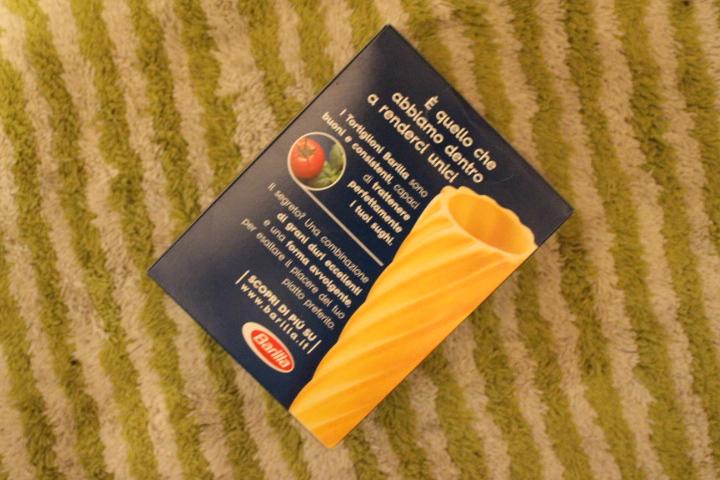 È quello che
abbiamo dentro
a renderci unici
I Tortiglioni Barilla sono
buoni e consistenti, capaci
di trattenere
perfettamente
i tuoi sughi.
Il segreto? Una combinazione
di grani duri eccellenti
e una forma avvolgente,
per esaltare il piacere del tuo
piatto preferito.
SCOPRI DI PIÙ SU
www.barilla.it
Barilla